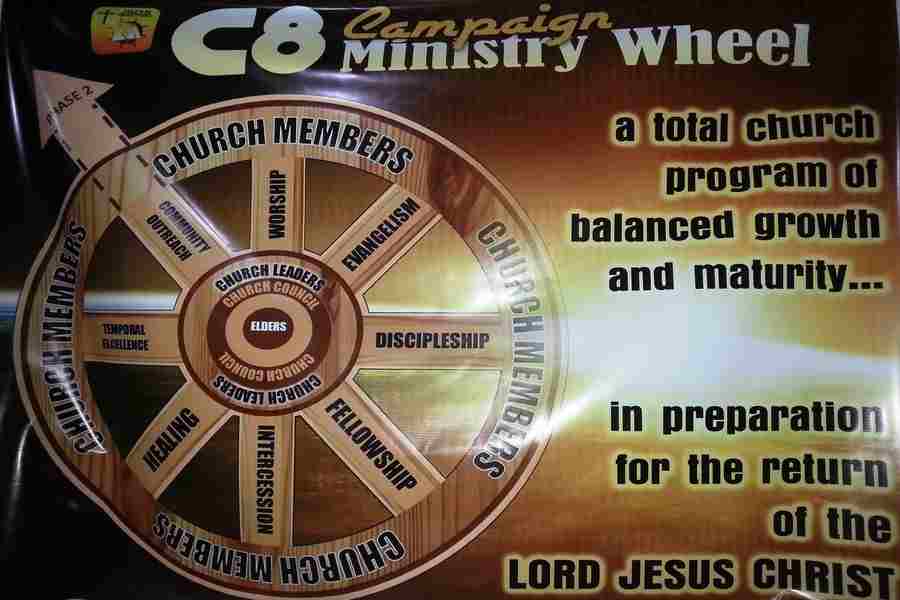 C8 Campaign
Ministry Wheel
PHASE 2
CHURCH MEMBERS
CHURCH MEMBERS
CHURCH MEMBERS
CHURCH MEMBERS
WORSHIP
EVANGELISM
DISCIPLESHIP
FELLOWSHIP
INTERCESSION
HEALING
TEMPORAL
EXCELLENCE
COMMUNITY
OUTREACH
CHURCH LEADERS
CHURCH COUNCIL
ELDERS
CHURCH COUNCIL
CHURCH LEADERS
a total church
program of
balanced growth
and maturity...
in preparation
for the return
of the
LORD JESUS CHRIST